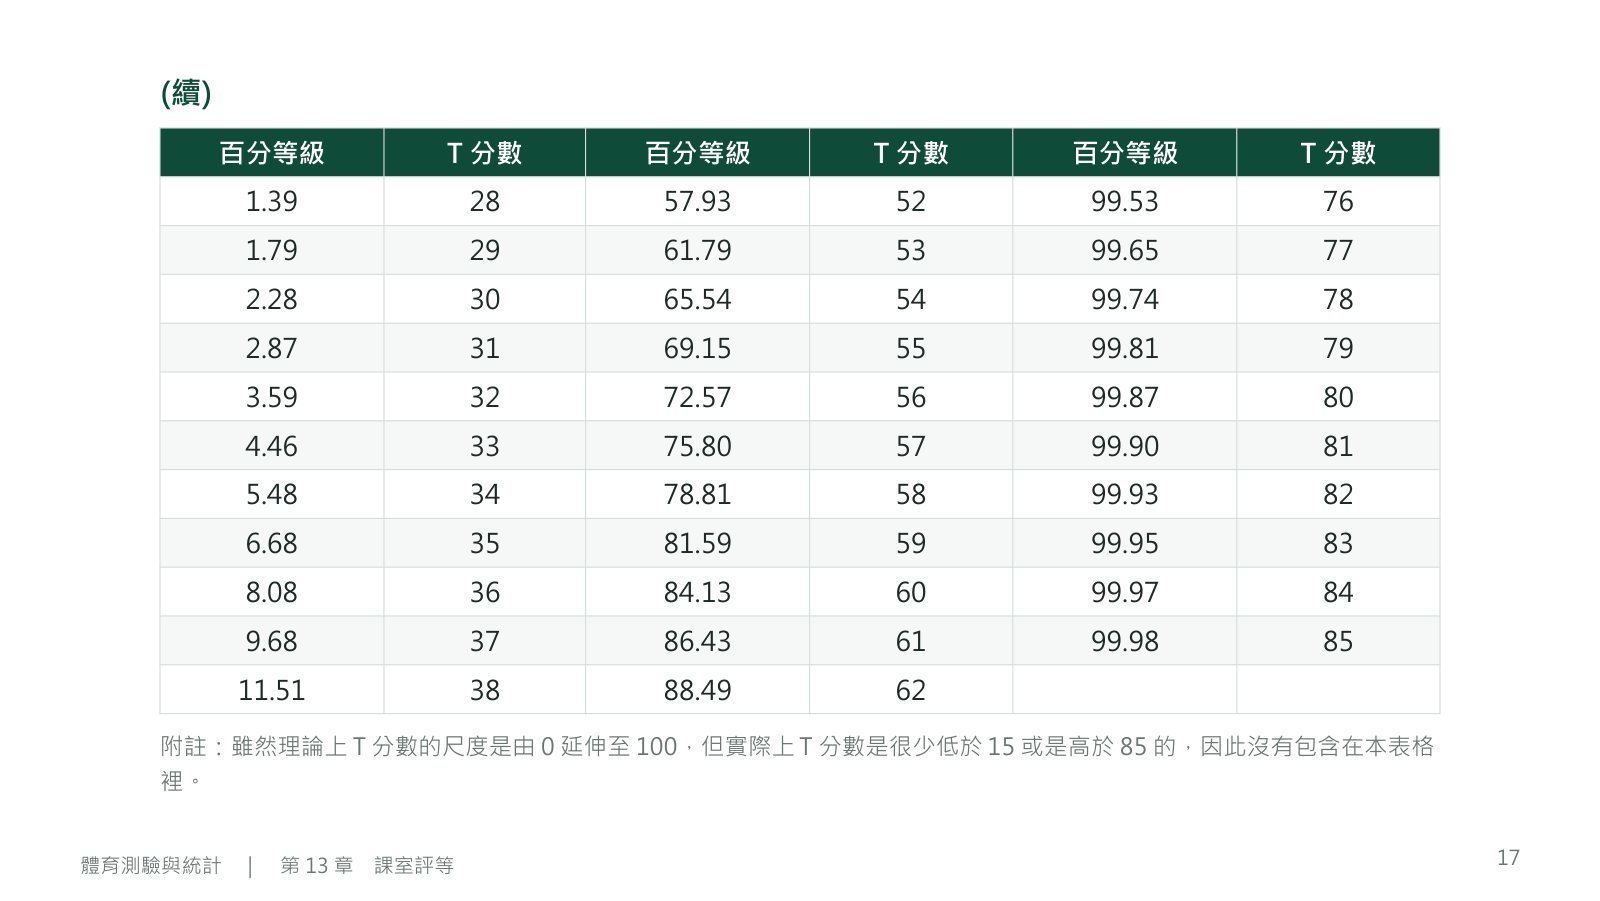 (續)
百分等級 T 分數 百分等級 T 分數 百分等級 T 分數
1.39 28 57.93 52 99.53 76
1.79 29 61.79 53 99.65 77
2.28 30 65.54 54 99.74 78
2.87 31 69.15 55 99.81 79
3.59 32 72.57 56 99.87 80
4.46 33 75.80 57 99.90 81
5.48 34 78.81 58 99.93 82
6.68 35 81.59 59 99.95 83
8.08 36 84.13 60 99.97 84
9.68 37 86.43 61 99.98 85
11.51 38 88.49 62
附註：雖然理論上 T 分數的尺度是由 0 延伸至 100，但實際上 T 分數是很少低於 15 或是高於 85 的，因此沒有包含在本表格
裡。
體育測驗與統計 | 第 13 章 課室評等
17